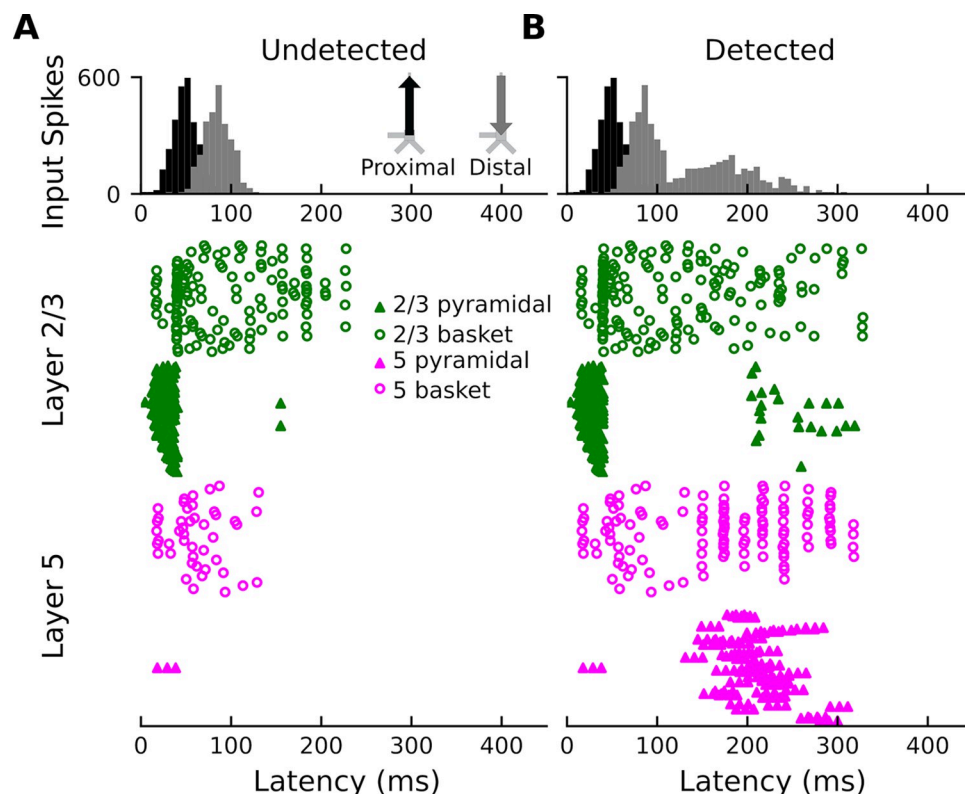 A
B
Undetected
Detected
Input Spikes
600
0
Proximal
Distal
0 100 200 300 400
0 100 200 300 400
Layer 2/3
2/3 pyramidal
2/3 basket
5 pyramidal
5 basket
Layer 5
0 100 200 300 400
0 100 200 300 400
Latency (ms)
Latency (ms)